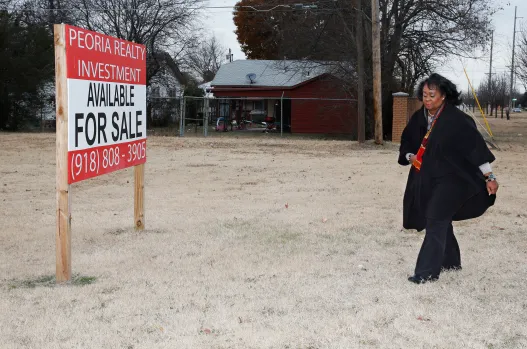 PEORIA REALTY
INVESTMENT
AVAILABLE
FOR SALE
(918) 808-3905